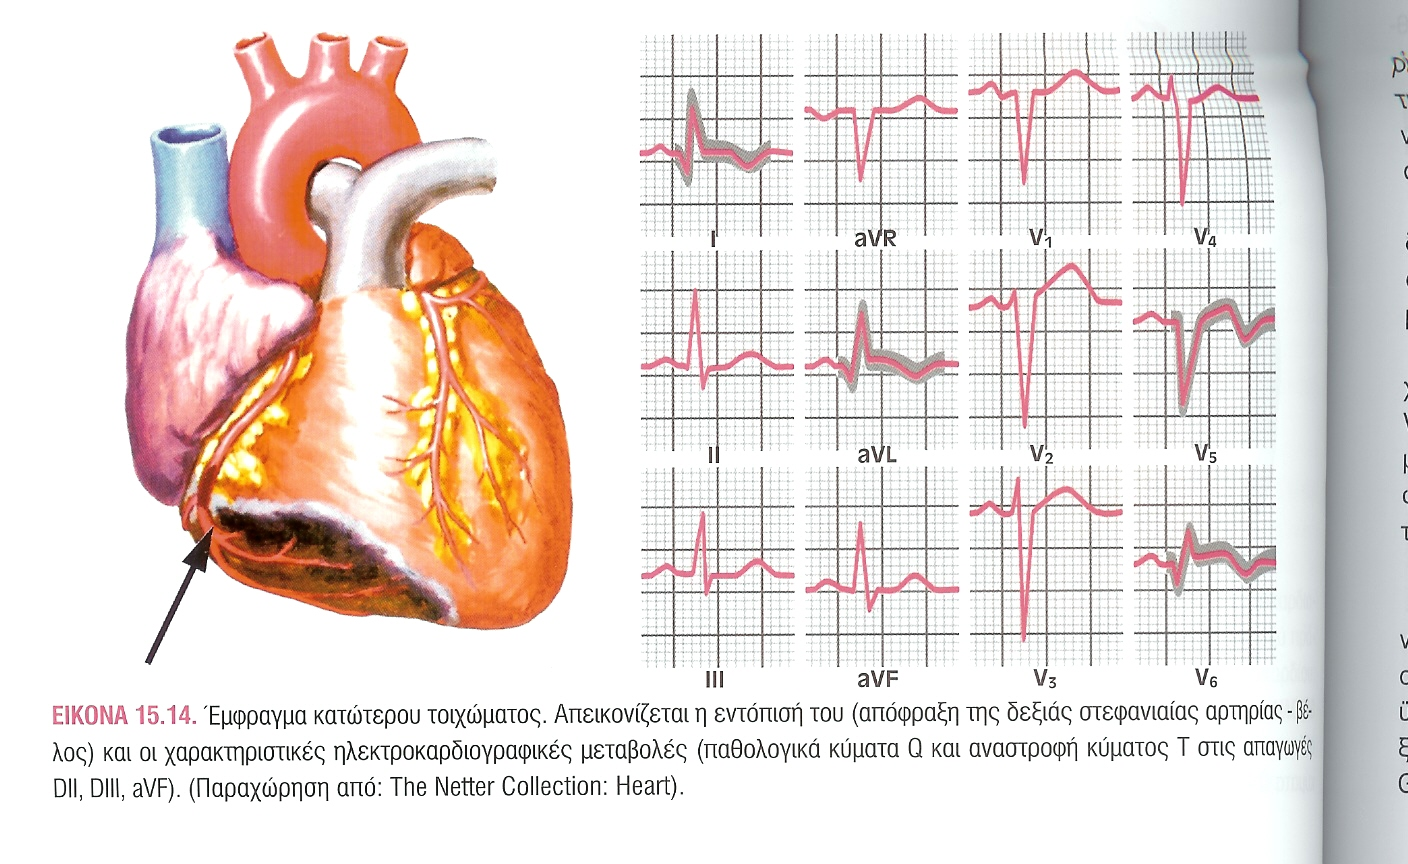 I
aVR
V1
V4
II
aVL
V2
V5
III
aVF
V3
V6
ΕΙΚΟΝΑ 15.14. Έμφραγμα κατώτερου τοιχώματος. Απεικονίζεται η εντόπισή του (απόφραξη της δεξιάς στεφανιαίας αρτηρίας - βέ-
λος) και οι χαρακτηριστικές ηλεκτροκαρδιογραφικές μεταβολές (παθολογικά κύματα Q και αναστροφή κύματος Τ στις απαγωγές
DII, DIII, aVF). (Παραχώρηση από: The Netter Collection: Heart).